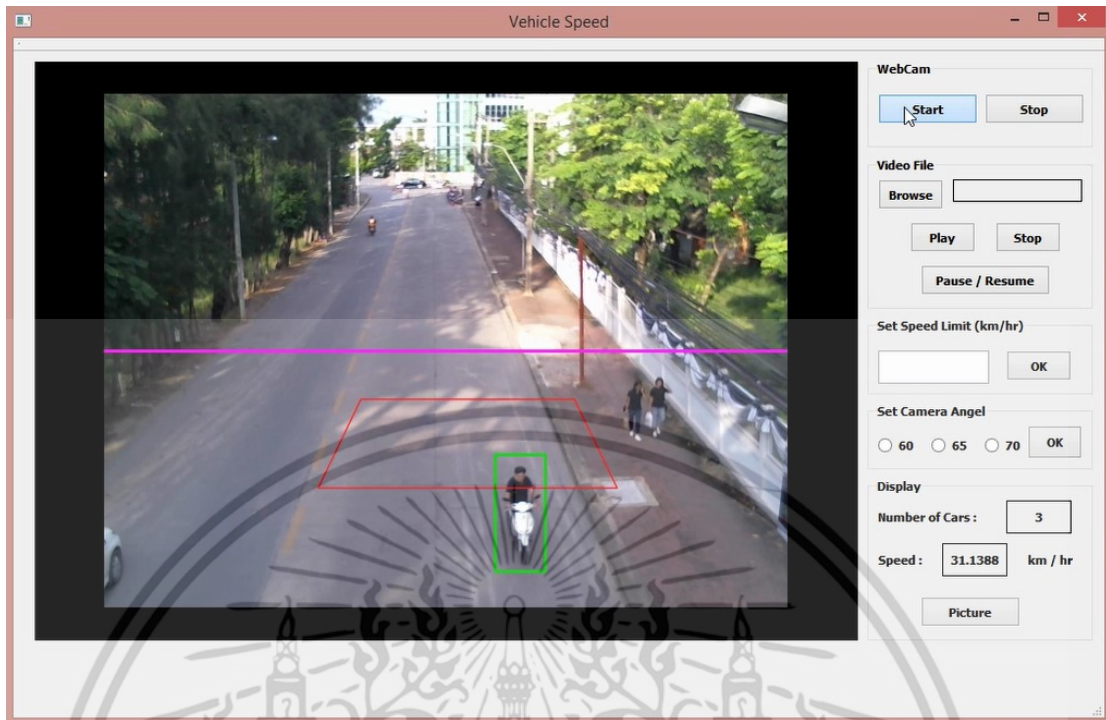 Vehicle Speed
WebCam
Start
Stop
Video File
Browse
Play
Stop
Pause / Resume
Set Speed Limit (km/hr)
OK
Set Camera Angel
60
65
70
OK
Display
Number of Cars :
3
Speed :
31.1388
km / hr
Picture